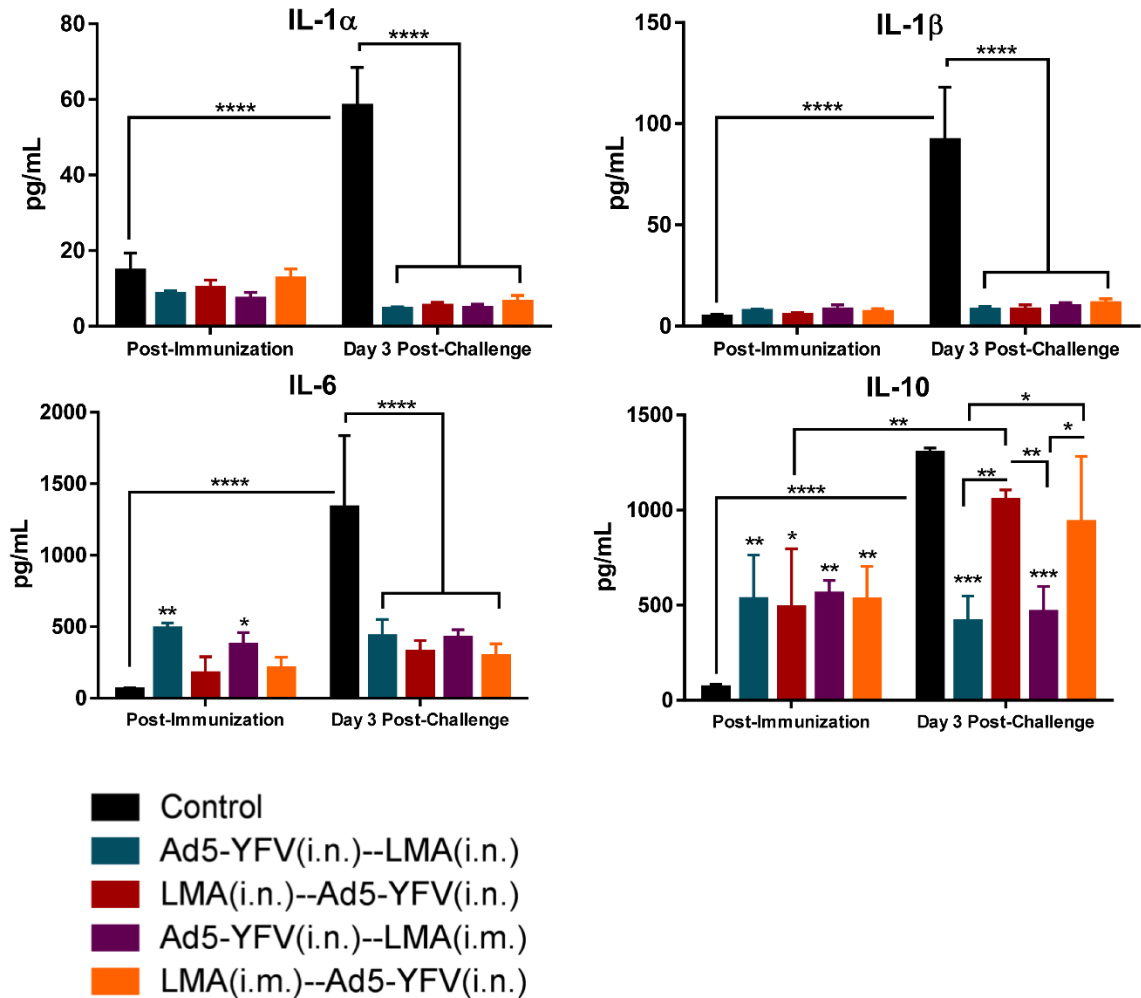 IL-1α
80
60
40
20
0
pg/mL
****
****
Post-Immunization
Day 3 Post-Challenge
IL-1β
150
100
50
0
pg/mL
****
****
Post-Immunization
Day 3 Post-Challenge
IL-6
2000
1500
1000
500
0
pg/mL
****
****
**
*
Post-Immunization
Day 3 Post-Challenge
IL-10
1500
1000
500
0
pg/mL
*
**
*
**
**
****
**
*
**
**
***
***
Post-Immunization
Day 3 Post-Challenge
Control
Ad5-YFV(i.n.)--LMA(i.n.)
LMA(i.n.)--Ad5-YFV(i.n.)
Ad5-YFV(i.n.)--LMA(i.m.)
LMA(i.m.)--Ad5-YFV(i.n.)